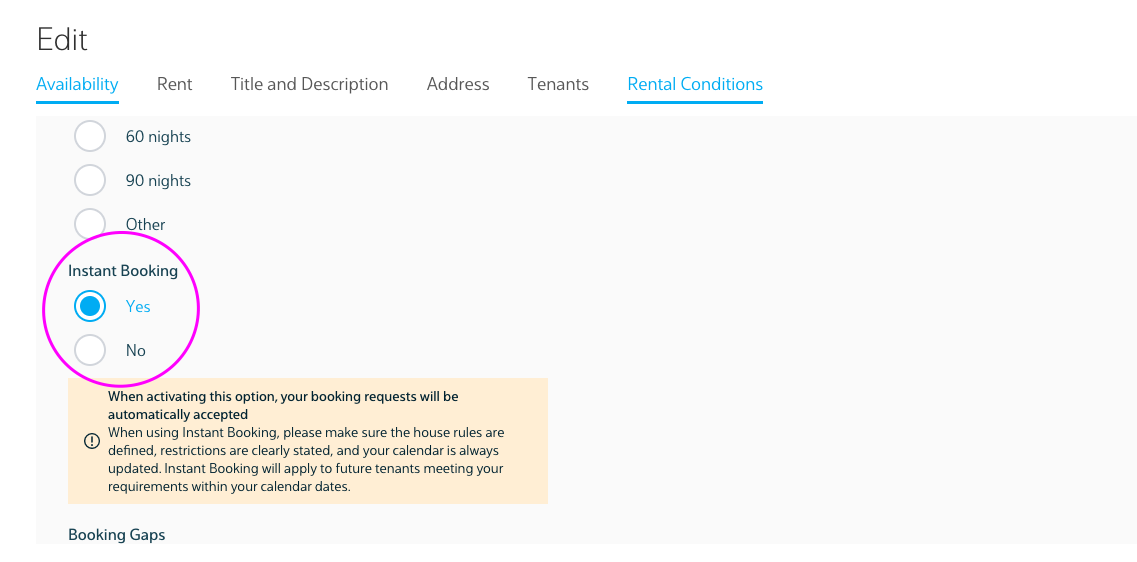 Edit
Availability Rent Title and Description Address Tenants Rental Conditions
60 nights
90 nights
Other
Instant Booking
Yes
No
When activating this option, your booking requests will be
automatically accepted
When using Instant Booking, please make sure the house rules are
defined, restrictions are clearly stated, and your calendar is always
updated. Instant Booking will apply to future tenants meeting your
requirements within your calendar dates.
Booking Gaps